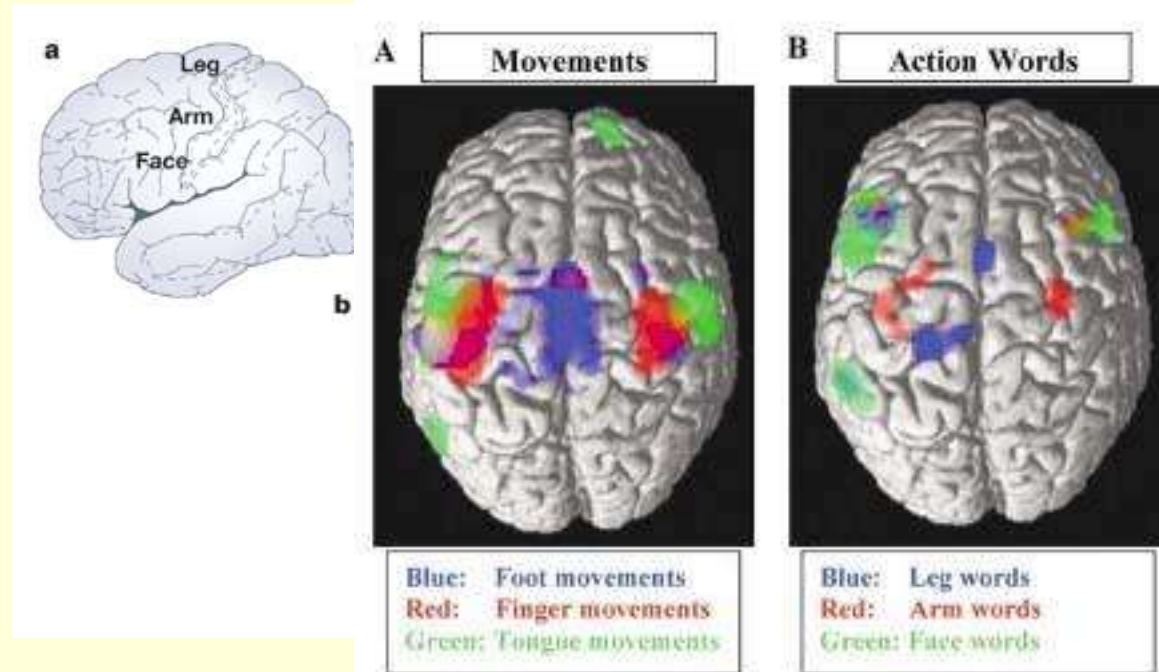 a
Leg
Arm
Face
b
A
Movements
Blue: Foot movements
Red: Finger movements
Green: Tongue movements
B
Action Words
Blue: Leg words
Red: Arm words
Green: Face words